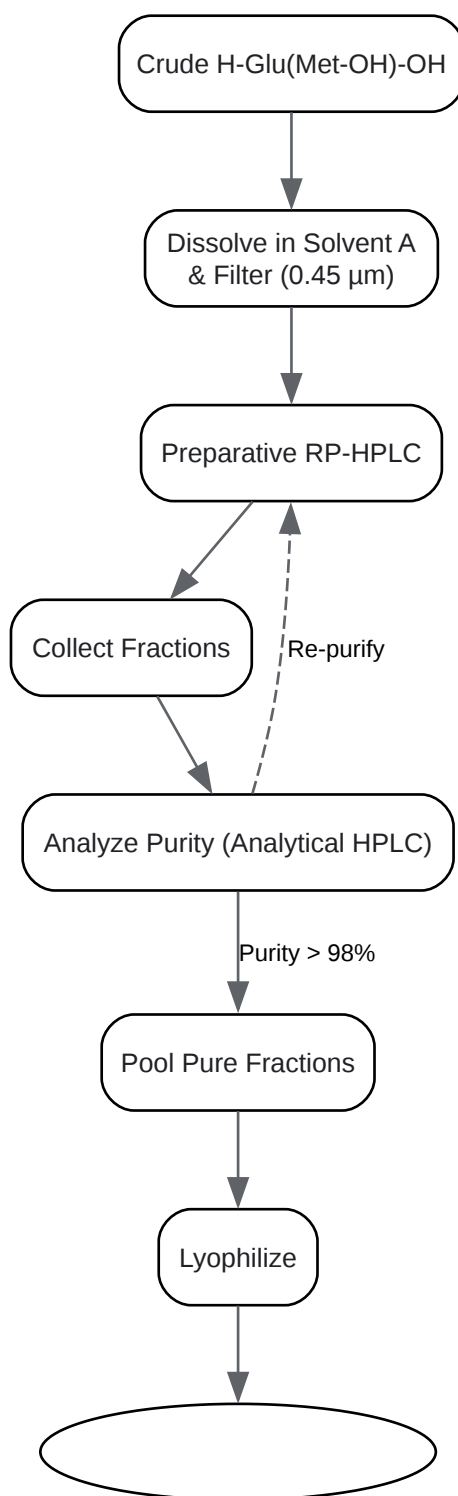 Crude H-Glu(Met-OH)-OH
Dissolve in Solvent A
& Filter (0.45 µm)
Preparative RP-HPLC
Collect Fractions
Re-purify
Analyze Purity (Analytical HPLC)
Purity > 98%
Pool Pure Fractions
Lyophilize